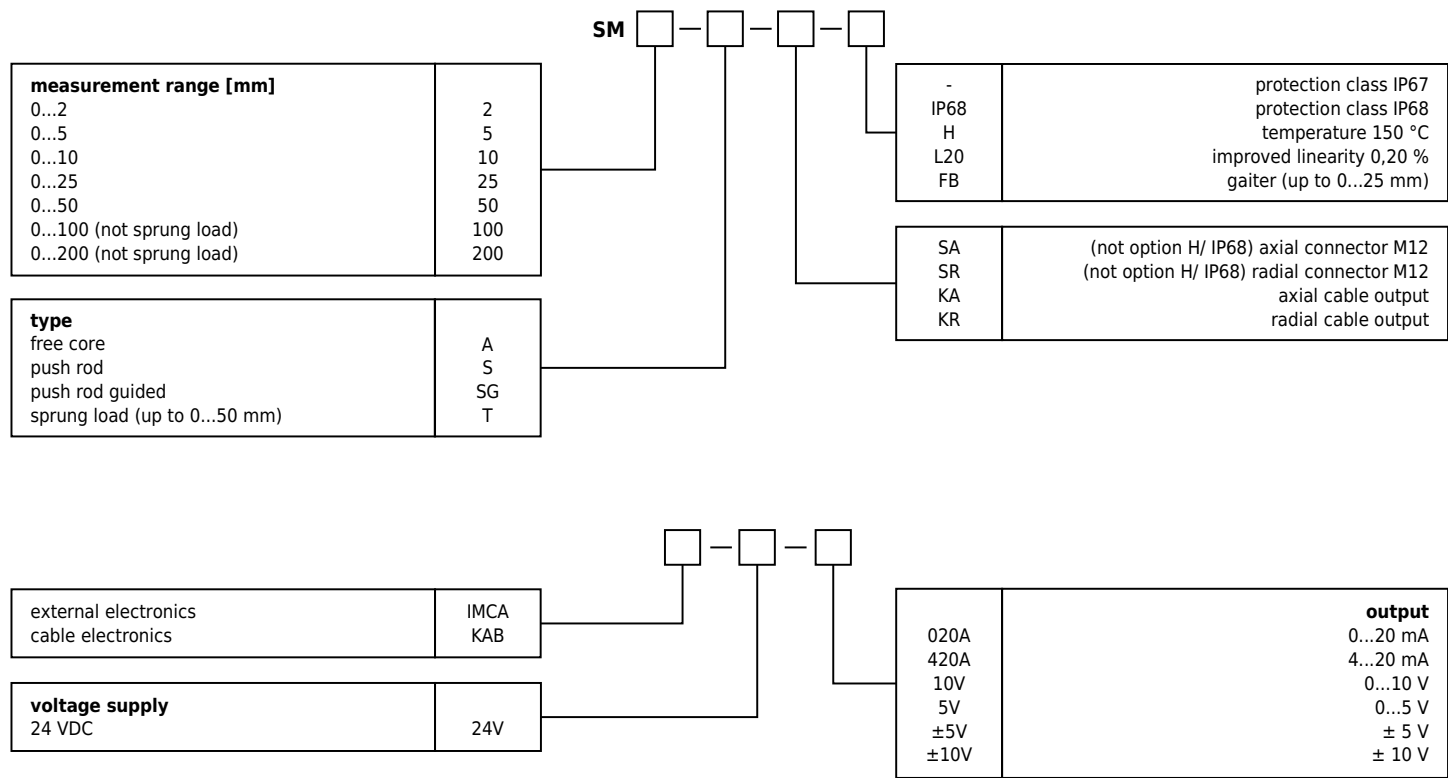 SM — — —
measurement range [mm]
0...2 2
0...5 5
0...10 10
0...25 25
0...50 50
0...100 (not sprung load) 100
0...200 (not sprung load) 200
type
free core A
push rod S
push rod guided SG
sprung load (up to 0...50 mm) T
- protection class IP67
IP68 protection class IP68
H temperature 150 °C
L20 improved linearity 0,20 %
FB gaiter (up to 0...25 mm)
SA (not option H/ IP68) axial connector M12
SR (not option H/ IP68) radial connector M12
KA axial cable output
KR radial cable output
— —
external electronics IMCA
cable electronics KAB
voltage supply
24 VDC 24V
output
020A 0...20 mA
420A 4...20 mA
10V 0...10 V
5V 0...5 V
±5V ± 5 V
±10V ± 10 V